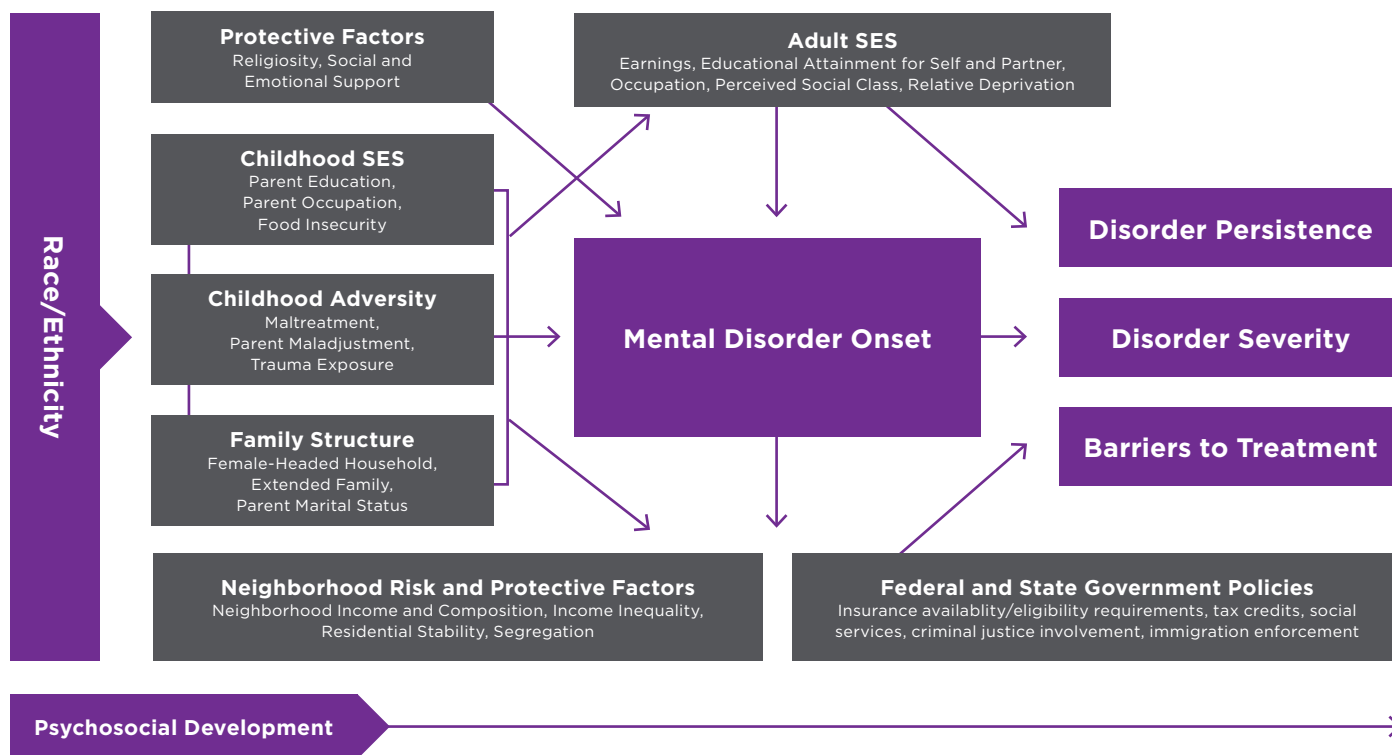 Race/Ethnicity
Protective Factors
Religiosity, Social and
Emotional Support
Childhood SES
Parent Education,
Parent Occupation,
Food Insecurity
Childhood Adversity
Maltreatment,
Parent Maladjustment,
Trauma Exposure
Family Structure
Female-Headed Household,
Extended Family,
Parent Marital Status
Adult SES
Earnings, Educational Attainment for Self and Partner,
Occupation, Perceived Social Class, Relative Deprivation
Mental Disorder Onset
Disorder Persistence
Disorder Severity
Barriers to Treatment
Neighborhood Risk and Protective Factors
Neighborhood Income and Composition, Income Inequality,
Residential Stability, Segregation
Federal and State Government Policies
Insurance availablity/eligibility requirements, tax credits, social
services, criminal justice involvement, immigration enforcement
Psychosocial Development